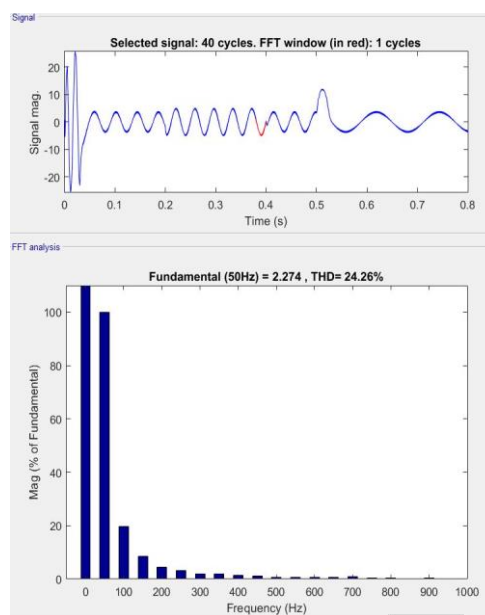 Signal
Selected signal: 40 cycles. FFT window (in red): 1 cycles
Signal mag.
20
10
0
-10
-20
0 0.1 0.2 0.3 0.4 0.5 0.6 0.7 0.8
Time (s)
FFT analysis
Fundamental (50Hz) = 2.274 , THD= 24.26%
Mag (% of Fundamental)
100
80
60
40
20
0
0 100 200 300 400 500 600 700 800 900 1000
Frequency (Hz)